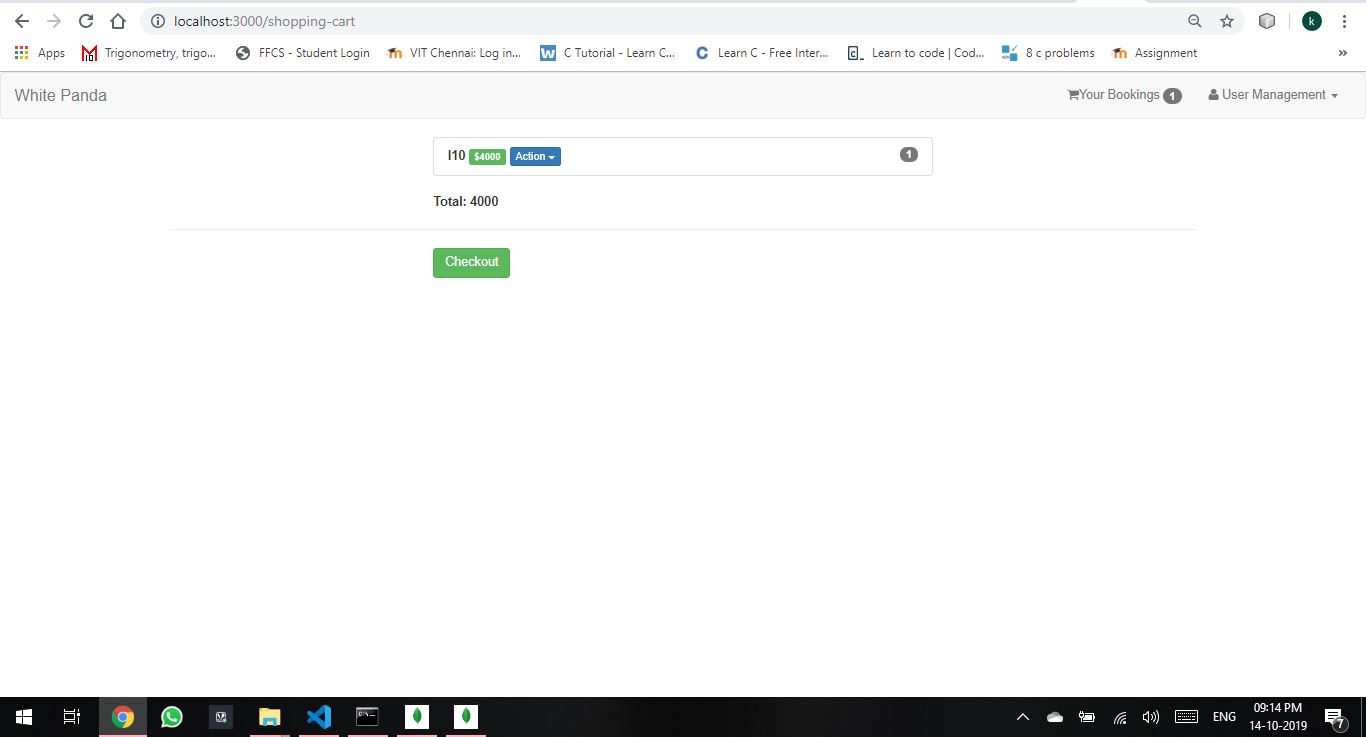 localhost:3000/shopping-cart
k
Apps Trigonometry, trigo... FFCS - Student Login VIT Chennai: Log in... C Tutorial - Learn C... Learn C - Free Inter... Learn to code | Cod... 8 c problems Assignment »
White Panda Your Bookings 1 User Management
I10 $4000 Action 1
Total: 4000
Checkout
09:14 PM
ENG
14-10-2019
7